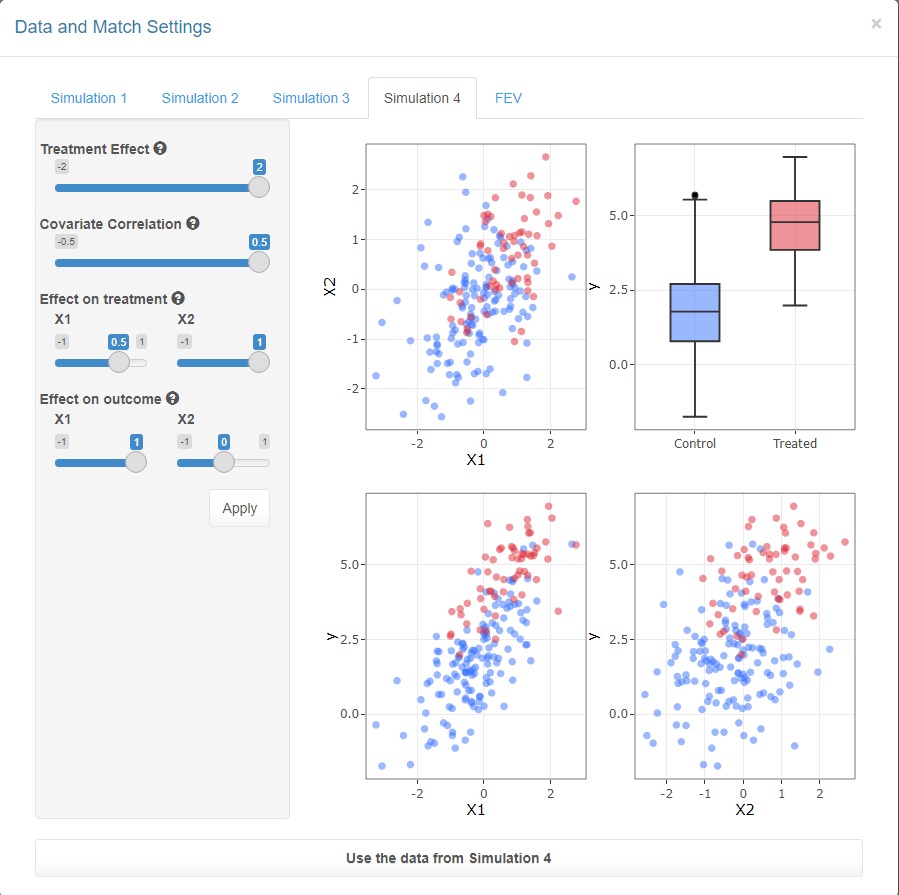 Data and Match Settings ×
Simulation 1 Simulation 2 Simulation 3 Simulation 4 FEV
Treatment Effect ?
-2 2
Covariate Correlation ?
-0.5 0.5
Effect on treatment ?
X1 X2
-1 0.5 1 -1 1
Effect on outcome ?
X1 X2
-1 1 -1 0 1
Apply
X2
2
1
0
-1
-2
-2 0 2
X1
y
5.0
2.5
0.0
Control Treated
y
5.0
2.5
0.0
-2 0 2
X1
y
5.0
2.5
0.0
-2 -1 0 1 2
X2
Use the data from Simulation 4